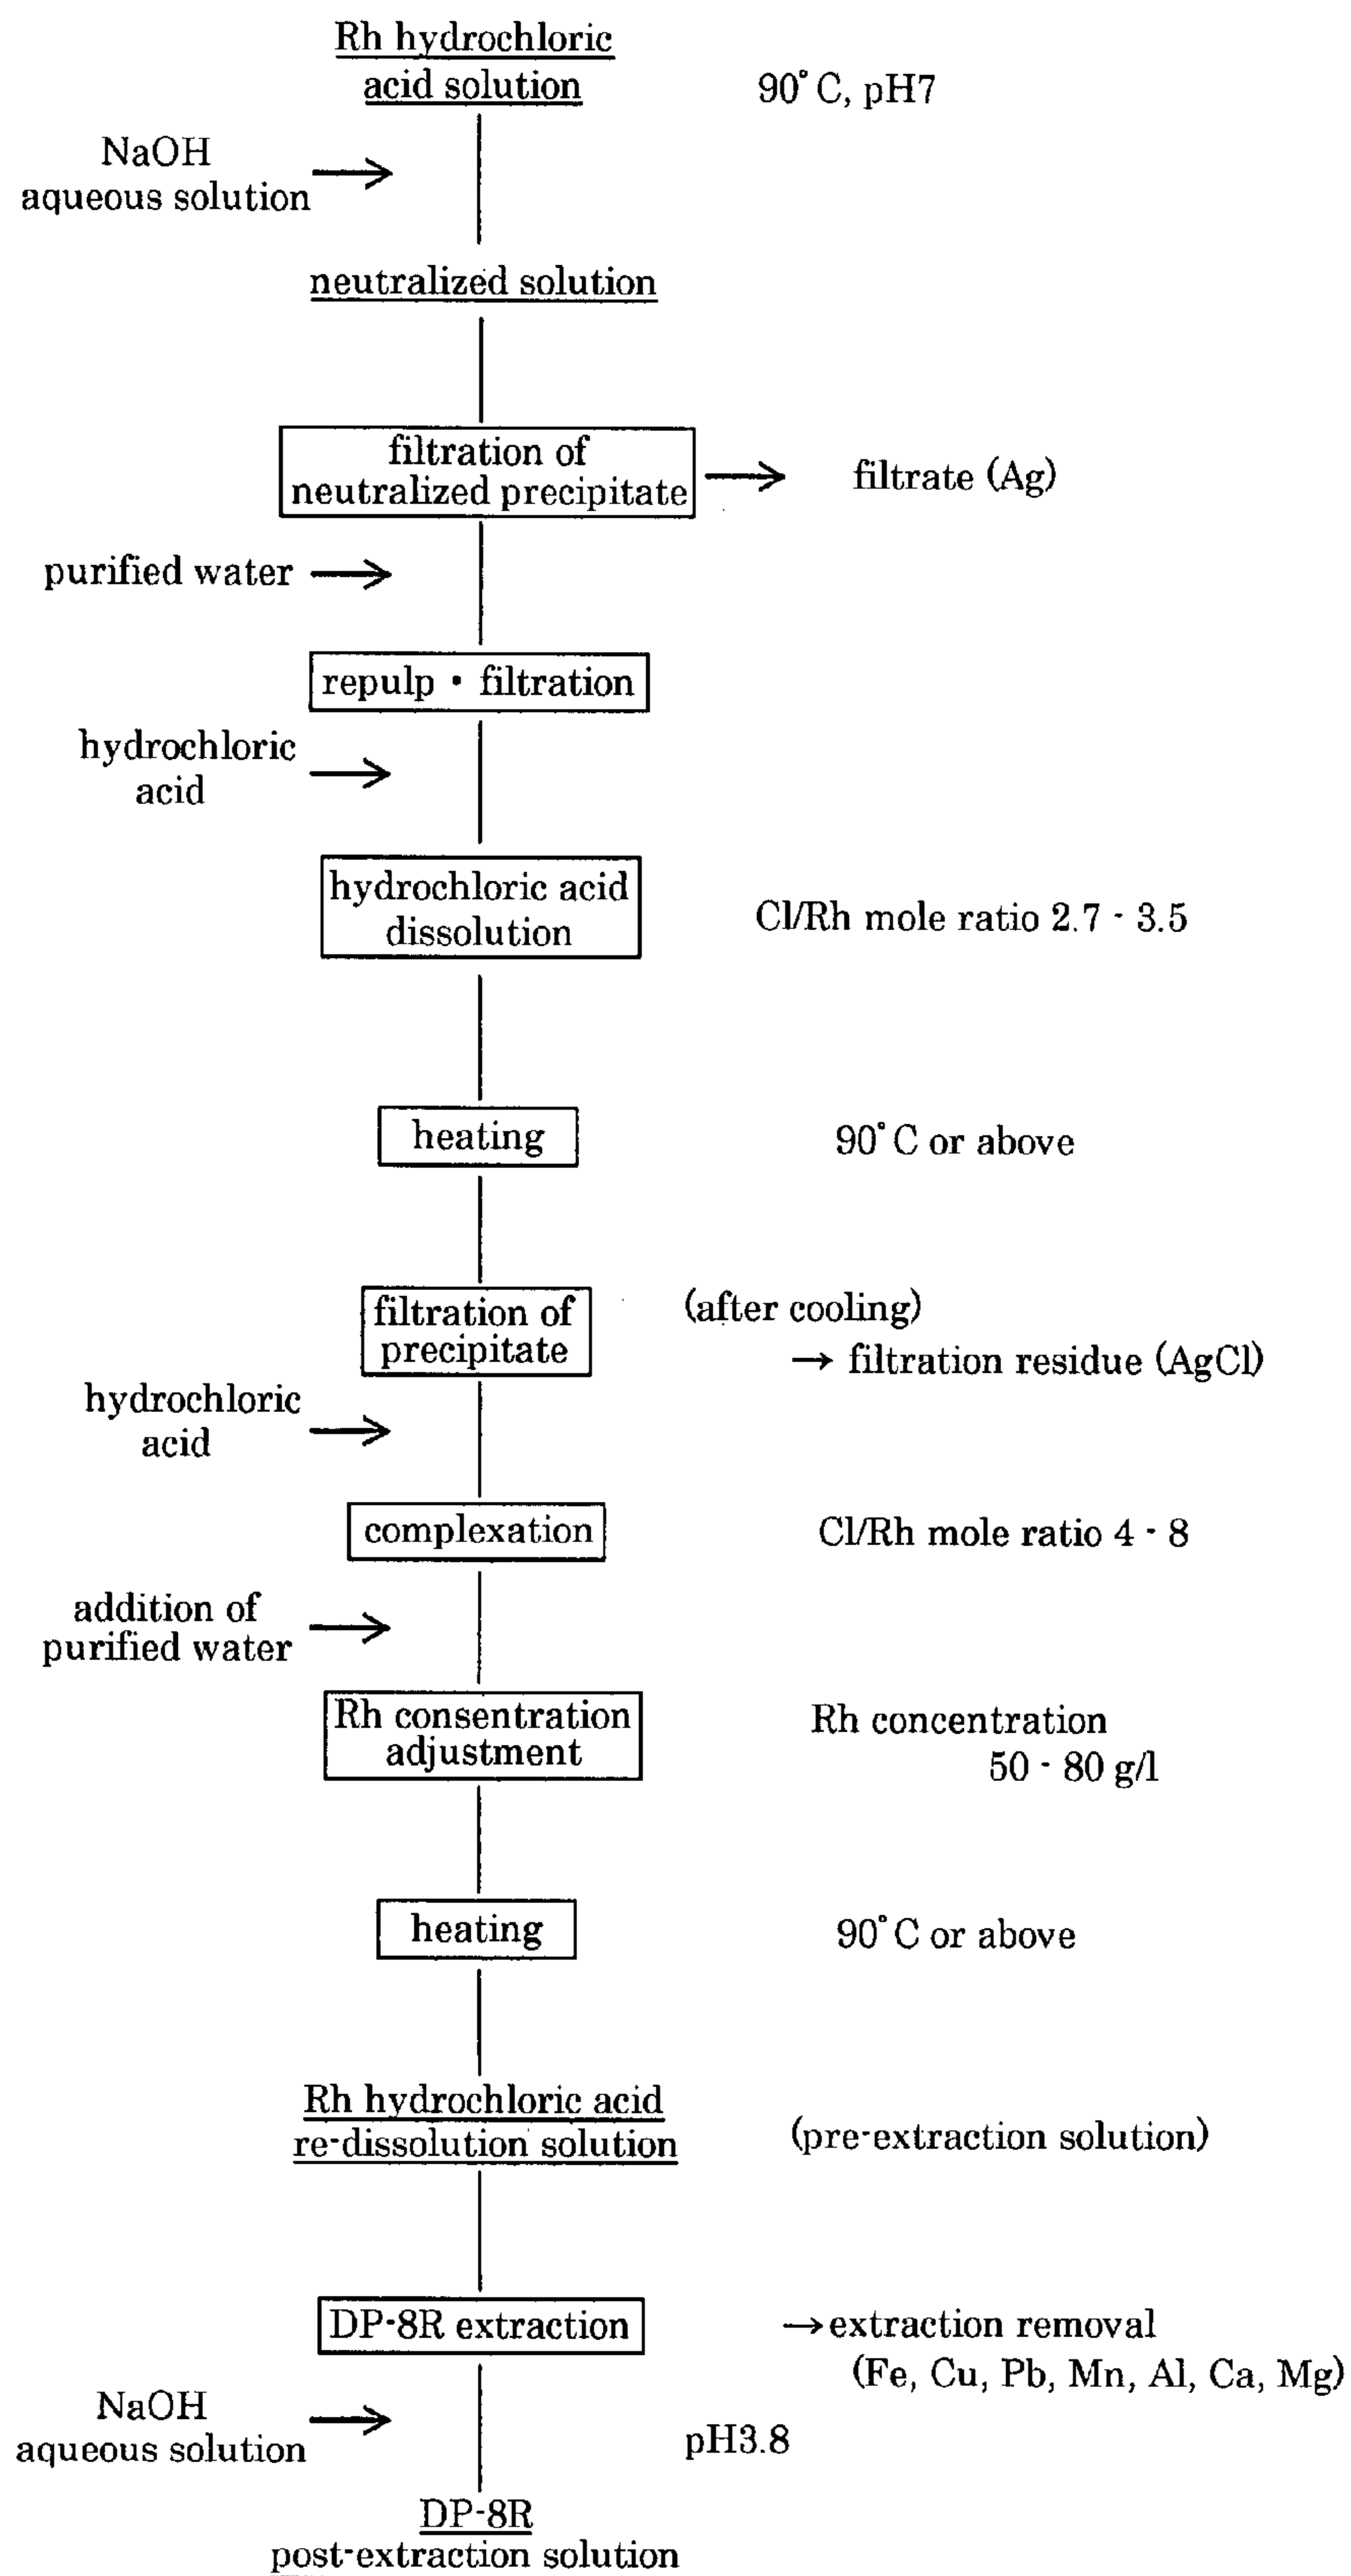 Rh hydrochloric
acid solution
90°C, pH7
NaOH
aqueous solution
neutralized solution
filtration of
neutralized precipitate
filtrate (Ag)
purified water
repulp・filtration
hydrochloric
acid
hydrochloric acid
dissolution
Cl/Rh mole ratio 2.7 - 3.5
heating
90°C or above
filtration of
precipitate
(after cooling)
→ filtration residue (AgCl)
hydrochloric
acid
complexation
Cl/Rh mole ratio 4 - 8
addition of
purified water
Rh consentration
adjustment
Rh concentration
50 - 80 g/l
heating
90°C or above
Rh hydrochloric acid
re-dissolution solution
(pre-extraction solution)
DP-8R extraction
→extraction removal
(Fe, Cu, Pb, Mn, Al, Ca, Mg)
NaOH
aqueous solution
pH3.8
DP-8R
post-extraction solution